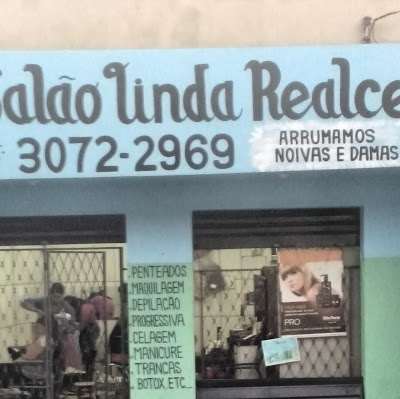 Salão Linda Realce
3072-2969
ARRUMAMOS
NOIVAS E DAMAS
PENTEADOS
MAQUILAGEM
DEPILAÇÃO
PROGRESSIVA
CELAGEM
MANICURE
TRANÇAS
BOTOX, ETC...
PRO